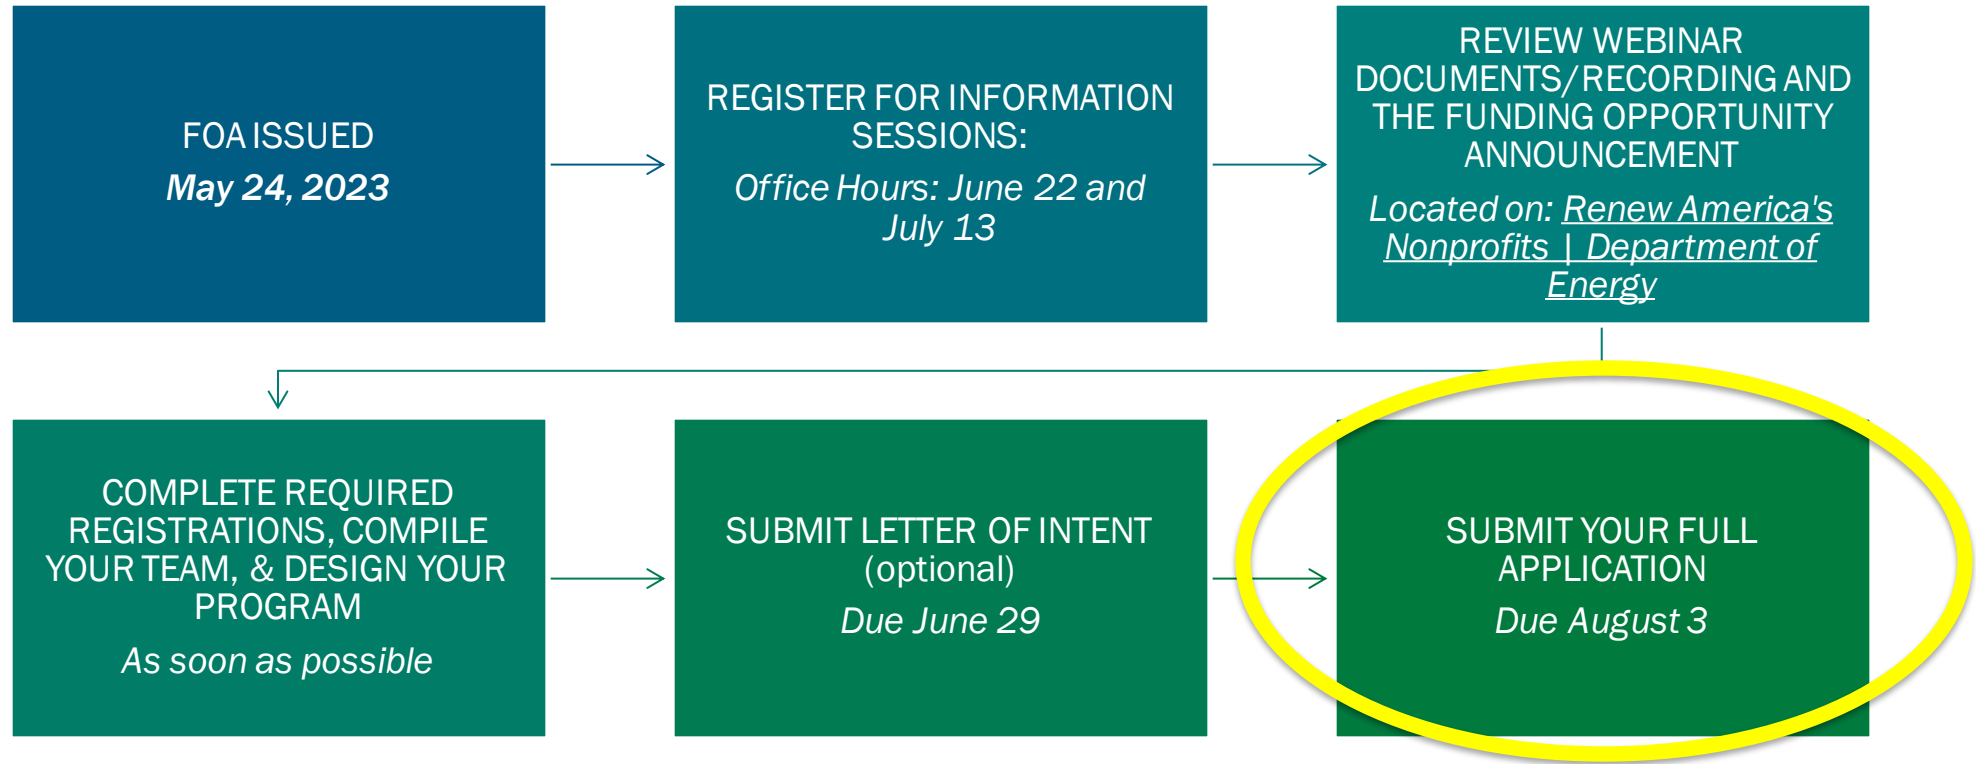 FOA ISSUED
May 24, 2023
REGISTER FOR INFORMATION
SESSIONS:
Office Hours: June 22 and
July 13
REVIEW WEBINAR
DOCUMENTS/RECORDING AND
THE FUNDING OPPORTUNITY
ANNOUNCEMENT
Located on: Renew America's
Nonprofits | Department of
Energy
COMPLETE REQUIRED
REGISTRATIONS, COMPILE
YOUR TEAM, & DESIGN YOUR
PROGRAM
As soon as possible
SUBMIT LETTER OF INTENT
(optional)
Due June 29
SUBMIT YOUR FULL
APPLICATION
Due August 3